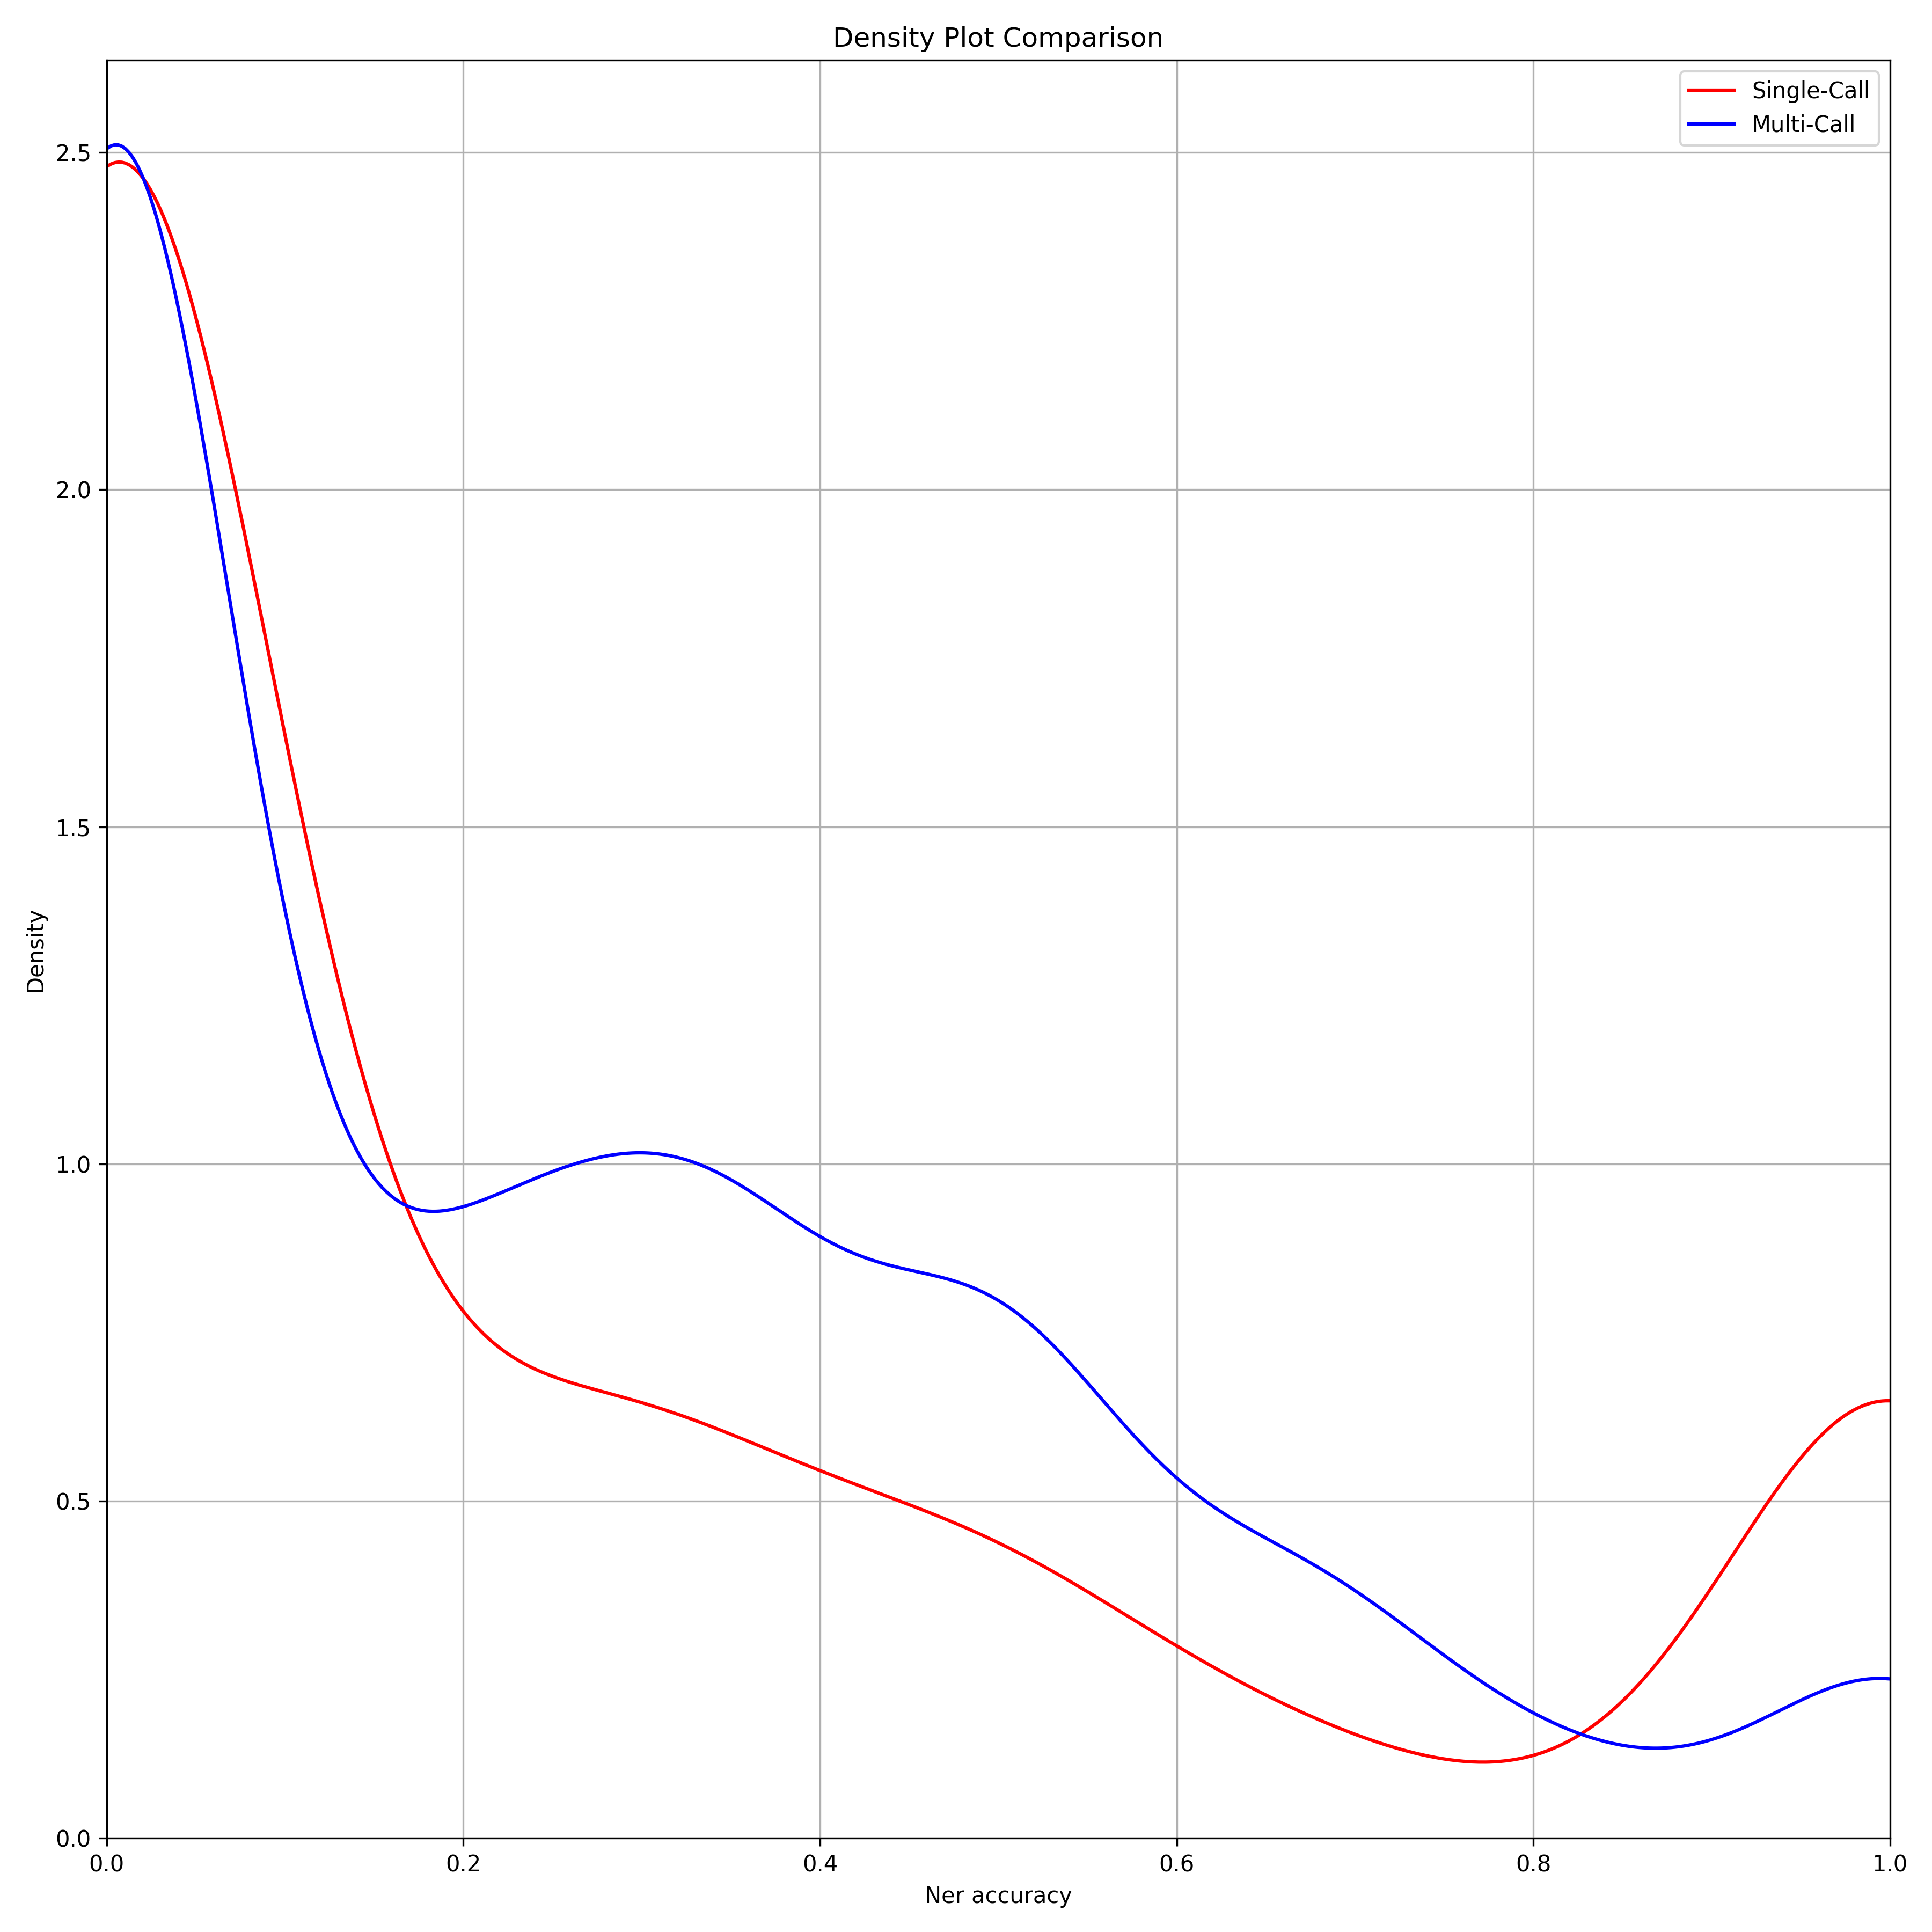 Density Plot Comparison
Single-Call
Multi-Call
2.5
2.0
1.5
1.0
0.5
0.0
Density
0.0 0.2 0.4 0.6 0.8 1.0
Ner accuracy